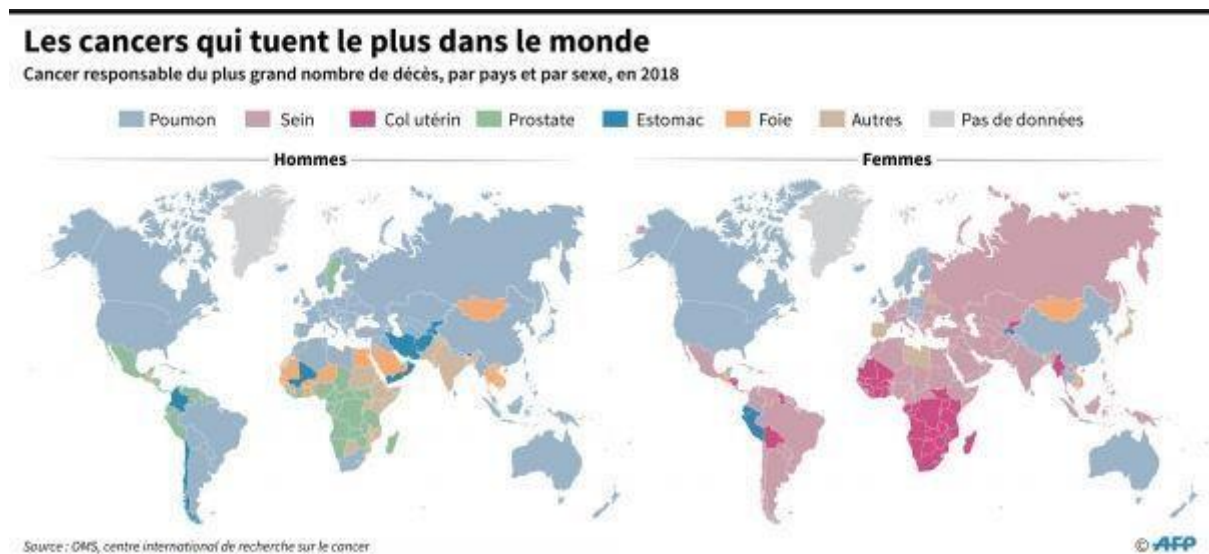 Les cancers qui tuent le plus dans le monde
Cancer responsable du plus grand nombre de décès, par pays et par sexe, en 2018
Poumon Sein Col utérin Prostate Estomac Foie Autres Pas de données
Hommes Femmes
Source : OMS, centre international de recherche sur le cancer © AFP